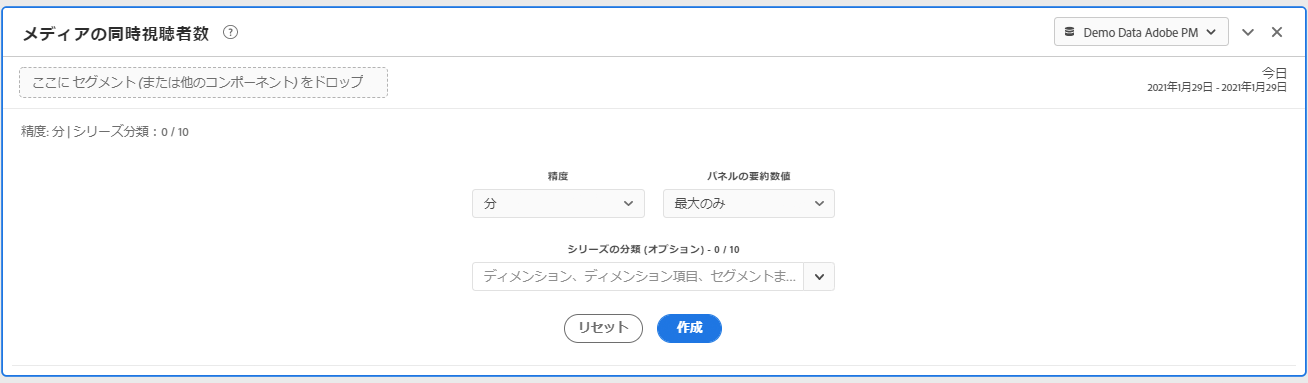 メディアの同時視聴者数 ?
Demo Data Adobe PM
ここに セグメント (または他のコンポーネント) をドロップ
今日
2021年1月29日 - 2021年1月29日
精度: 分 | シリーズ分類：0 / 10
精度
パネルの要約数値
分
最大のみ
シリーズの分類 (オプション) - 0 / 10
ディメンション、ディメンション項目、セグメントま...
リセット
作成